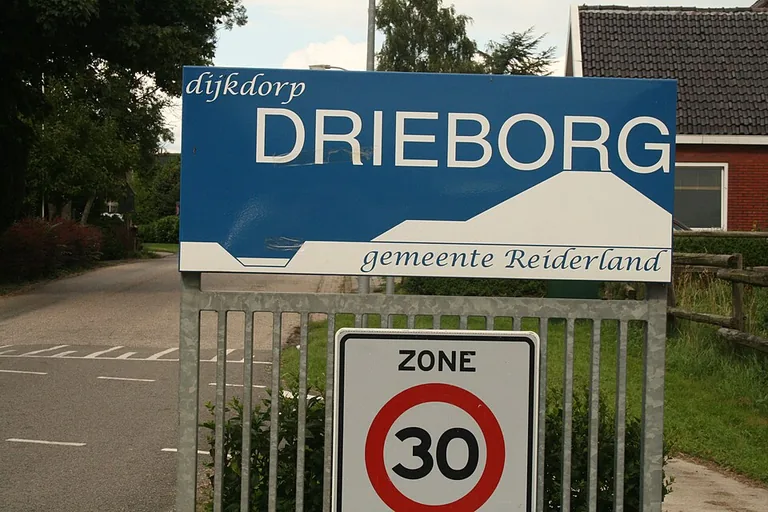 dijkdorp
DRIEBORG
gemeente Reiderland
ZONE
30